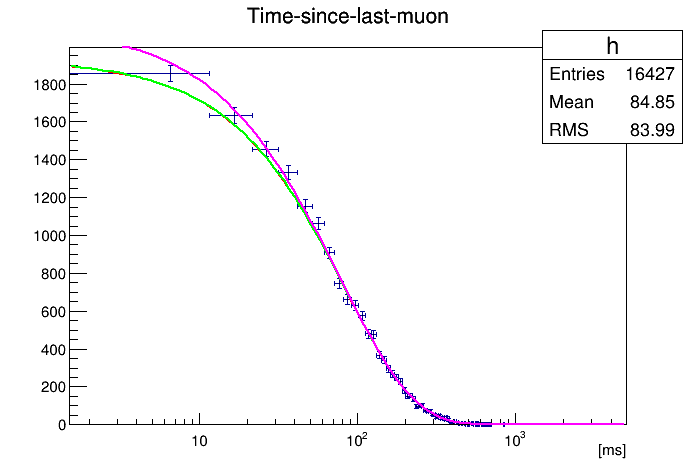 Time-since-last-muon
h
Entries 16427
Mean 84.85
RMS 83.99
1800
1600
1400
1200
1000
800
600
400
200
0
10 10² 10³
[ms]